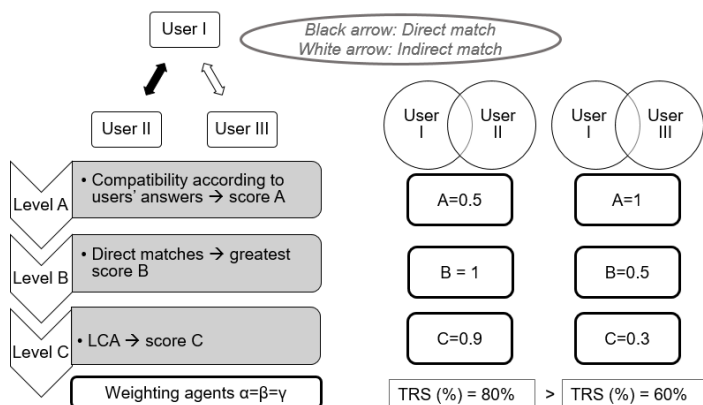 User I
Black arrow: Direct match
White arrow: Indirect match
User II
User III
User
I
User
II
User
I
User
III
Level A
• Compatibility according to
users' answers → score A
A=0.5
A=1
Level B
• Direct matches → greatest
score B
B = 1
B=0.5
Level C
• LCA → score C
C=0.9
C=0.3
Weighting agents α=β=γ
TRS (%) = 80%
>
TRS (%) = 60%